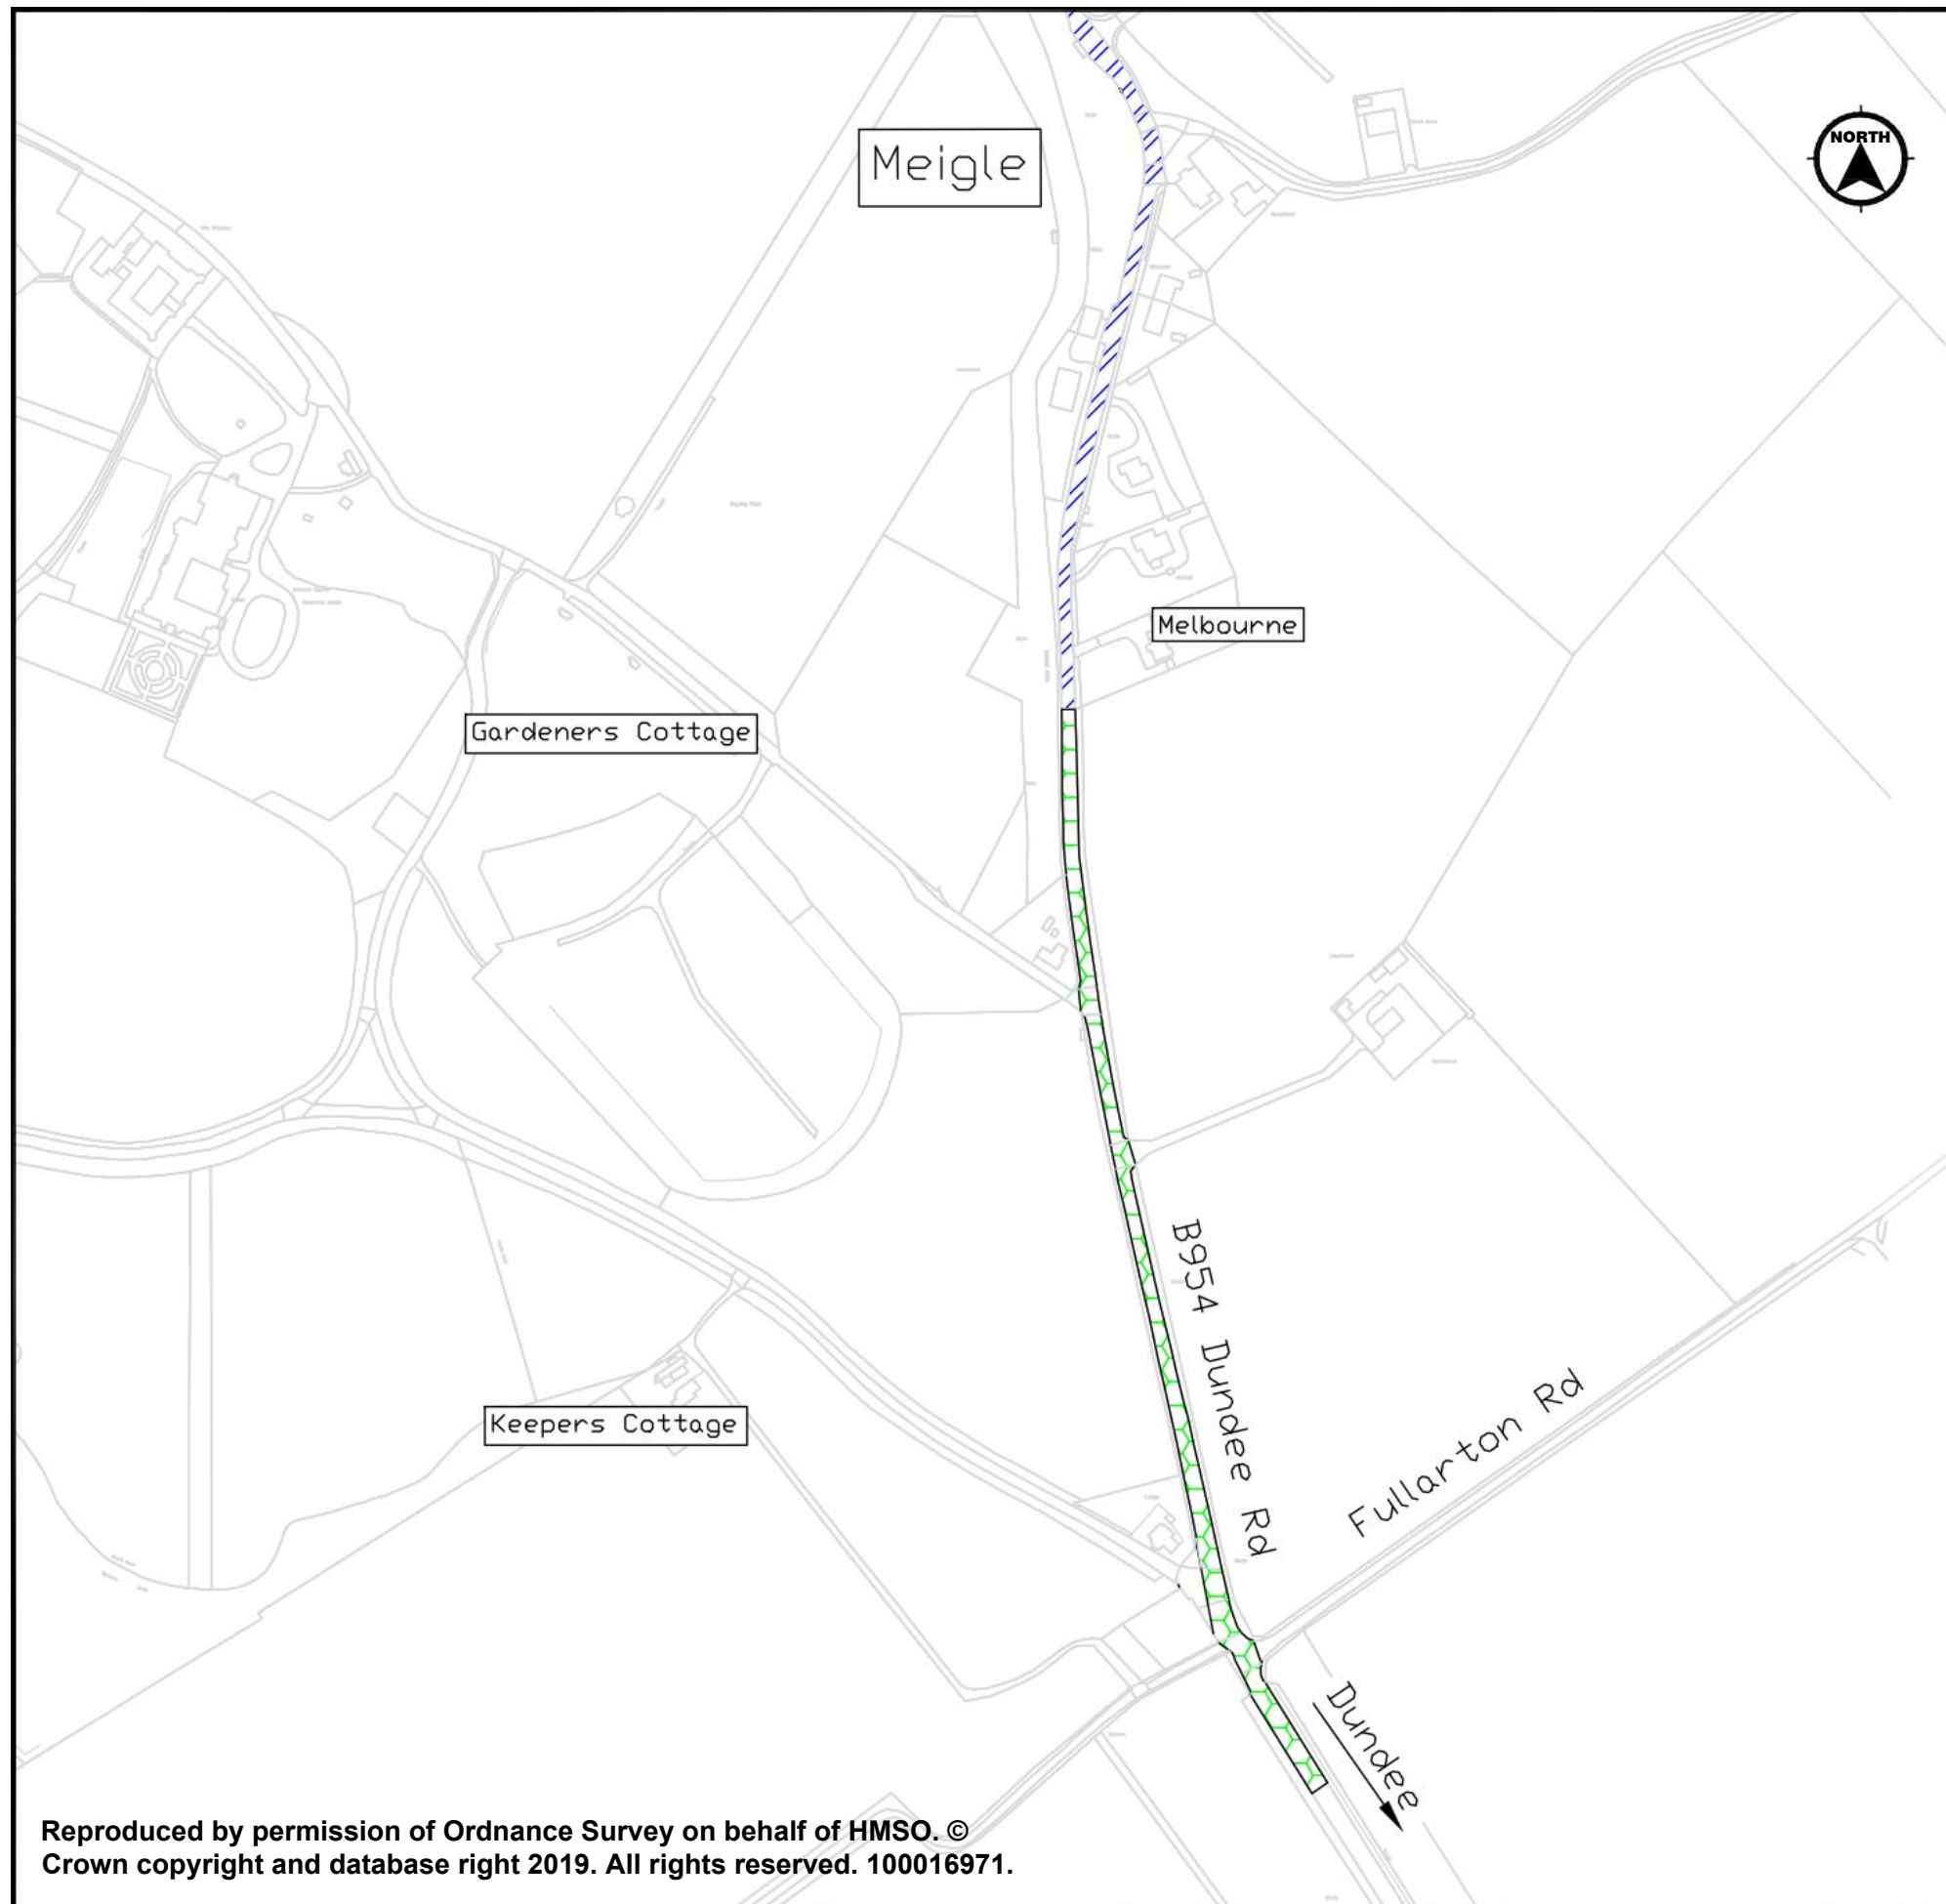 Meigle
NORTH
Melbourne
Gardeners Cottage
B954 Dundee Rd
Keepers Cottage
Fullarton Rd
Dundee
Reproduced by permission of Ordnance Survey on behalf of HMSO. ©
Crown copyright and database right 2019. All rights reserved. 100016971.